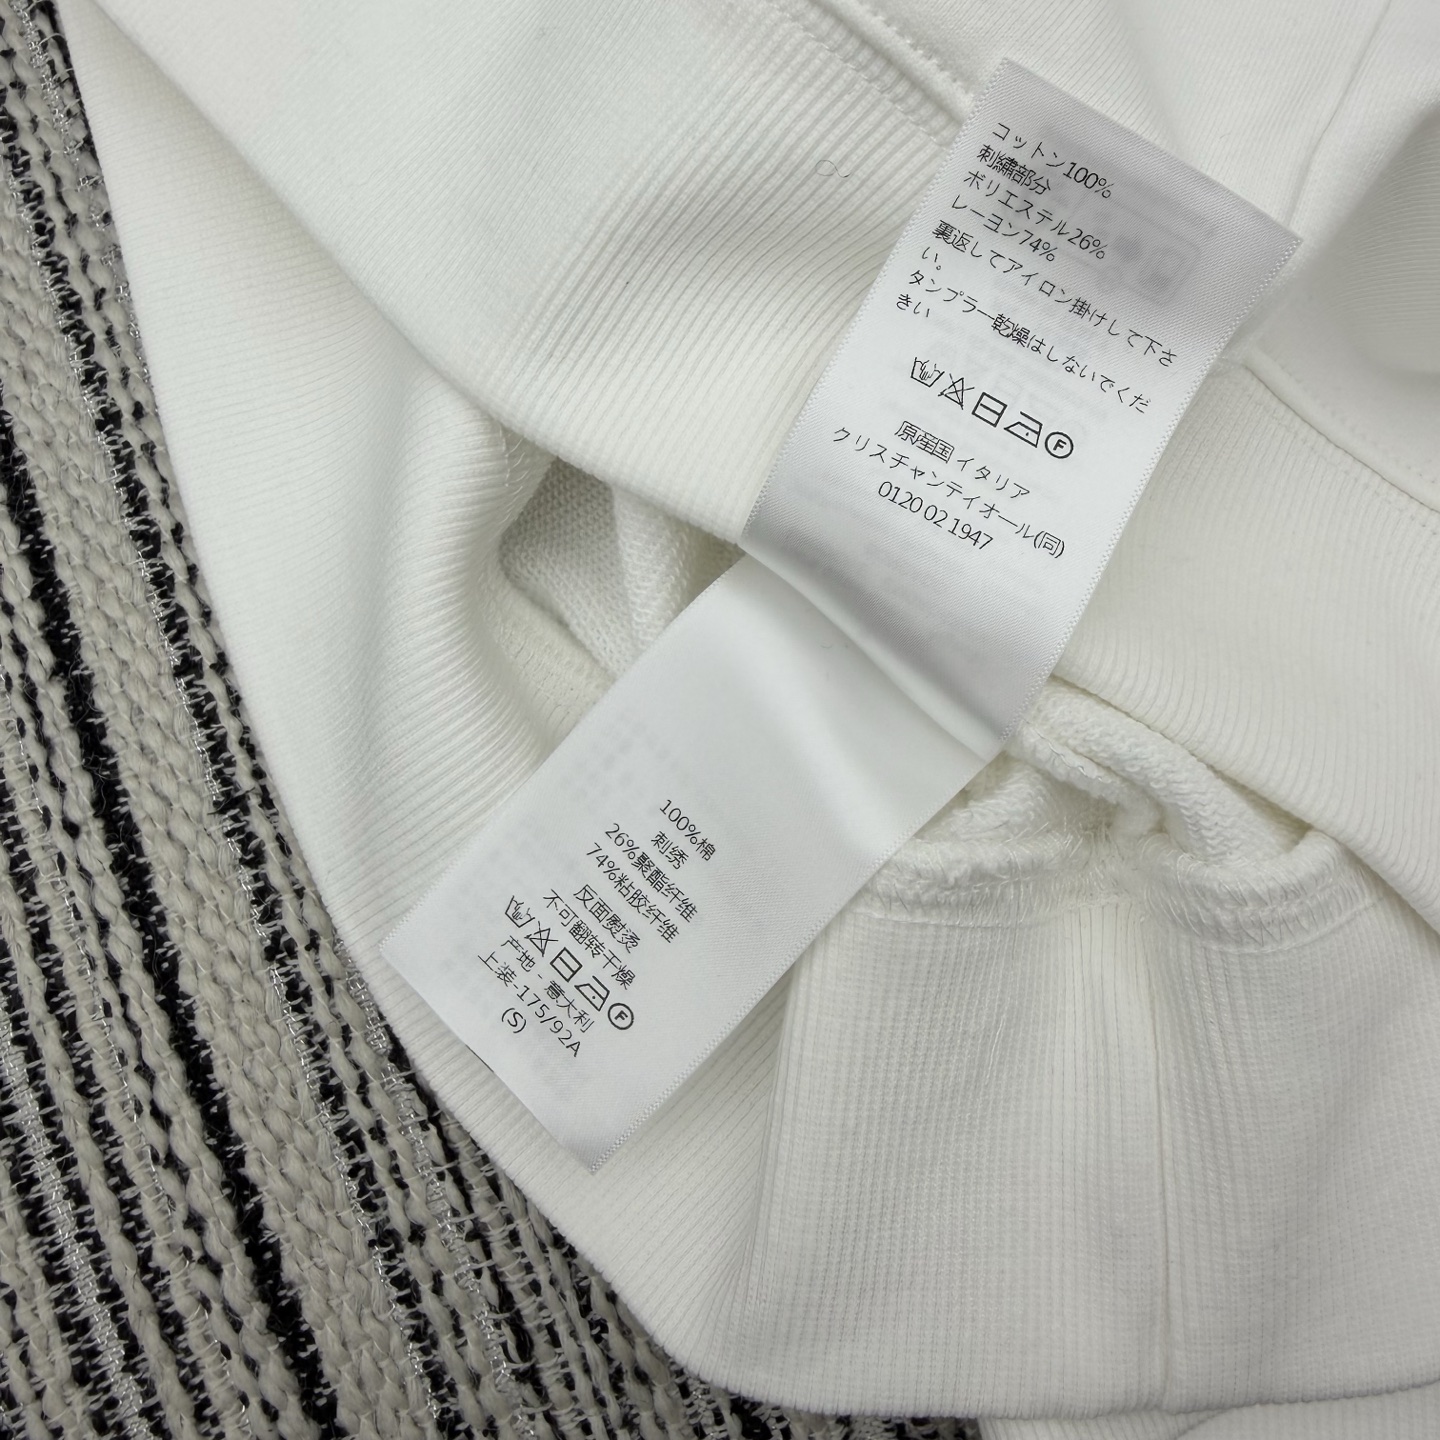 コットン100%
刺繍部分
ポリエステル26%
レーヨン74%
裏返してアイロン掛けして下さ
い。
タンブラー乾燥はしないでくだ
きい
F
原産国 イタリア
クリスチャンディオール(同)
0120 02 1947
100%棉
刺绣
26%聚酯纤维
74%粘胶纤维
反面熨烫
不可翻转干燥
F
产地 - 意大利
上装-175/92A
(S)